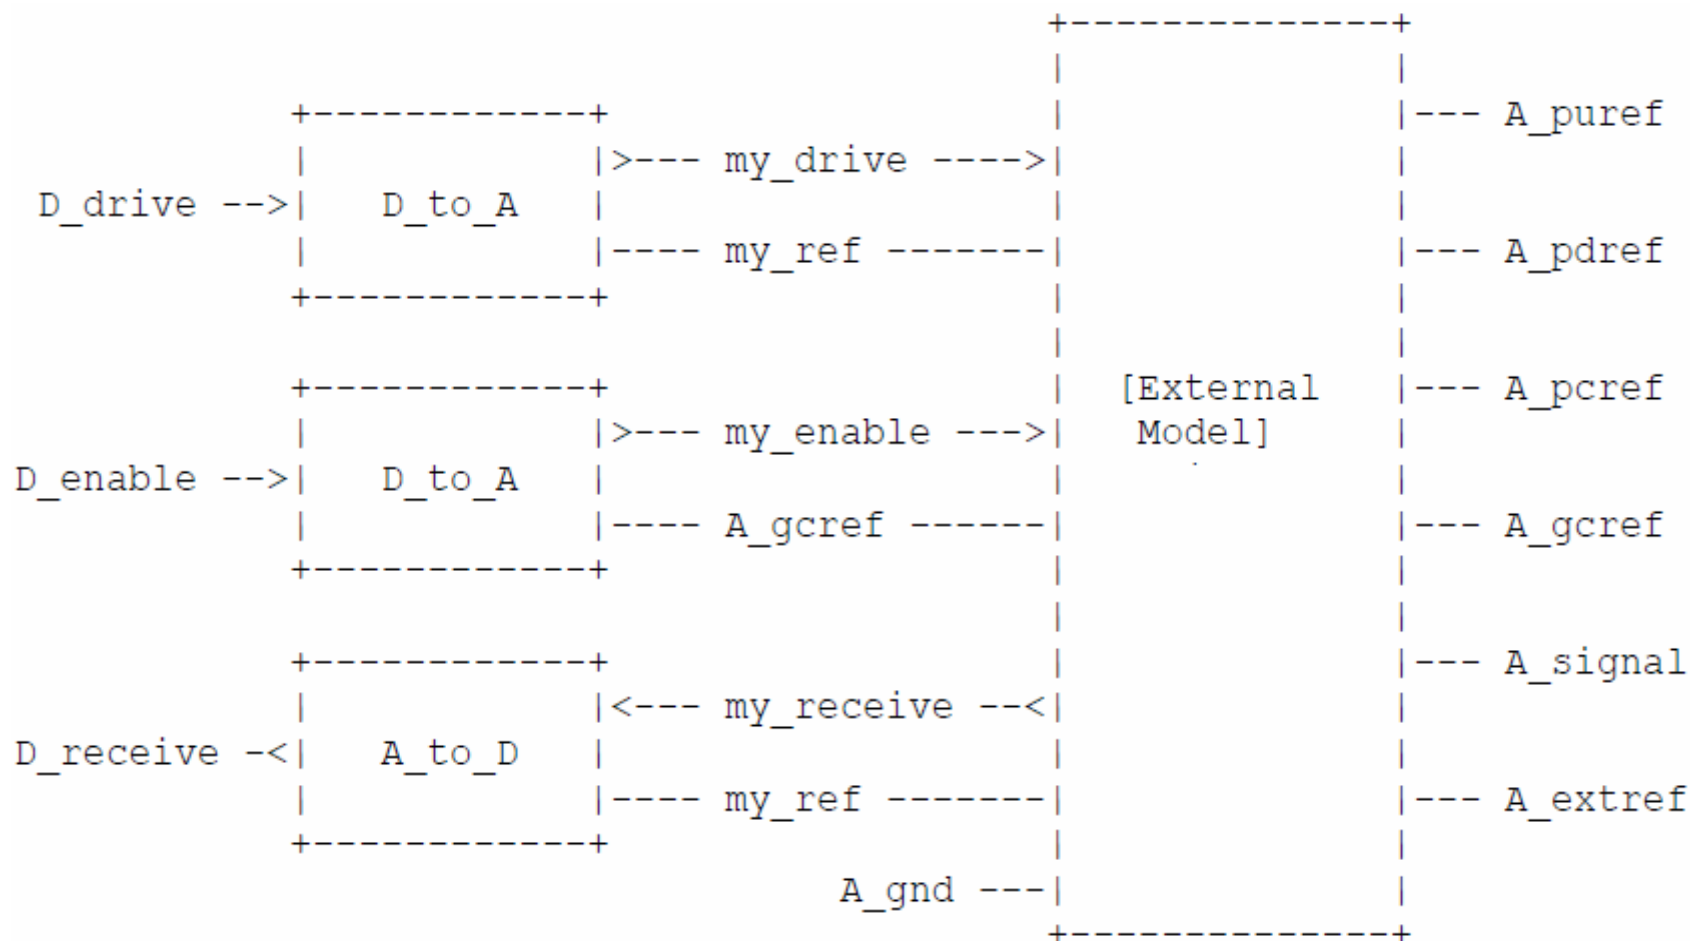 +--------------+
                                                  |              |
             +------------+                       |              |--- A_puref
             |            |>--- my_drive ---->|              |
 D_drive -->|   D_to_A   |                       |              |
             |            |---- my_ref -------|              |--- A_pdref
             +------------+                       |              |
                                                  |              |
             +------------+                       |  [External   |--- A_pcref
             |            |>--- my_enable --->|   Model]     |
D_enable -->|   D_to_A   |                       |              |
             |            |---- A_gcref ------|              |--- A_gcref
             +------------+                       |              |
                                                  |              |
             +------------+                       |              |--- A_signal
             |            |<--- my_receive --<|              |
D_receive -<|   A_to_D   |                       |              |
             |            |---- my_ref -------|              |--- A_extref
             +------------+                       |              |
                                     A_gnd ---|              |
                                                  +--------------+